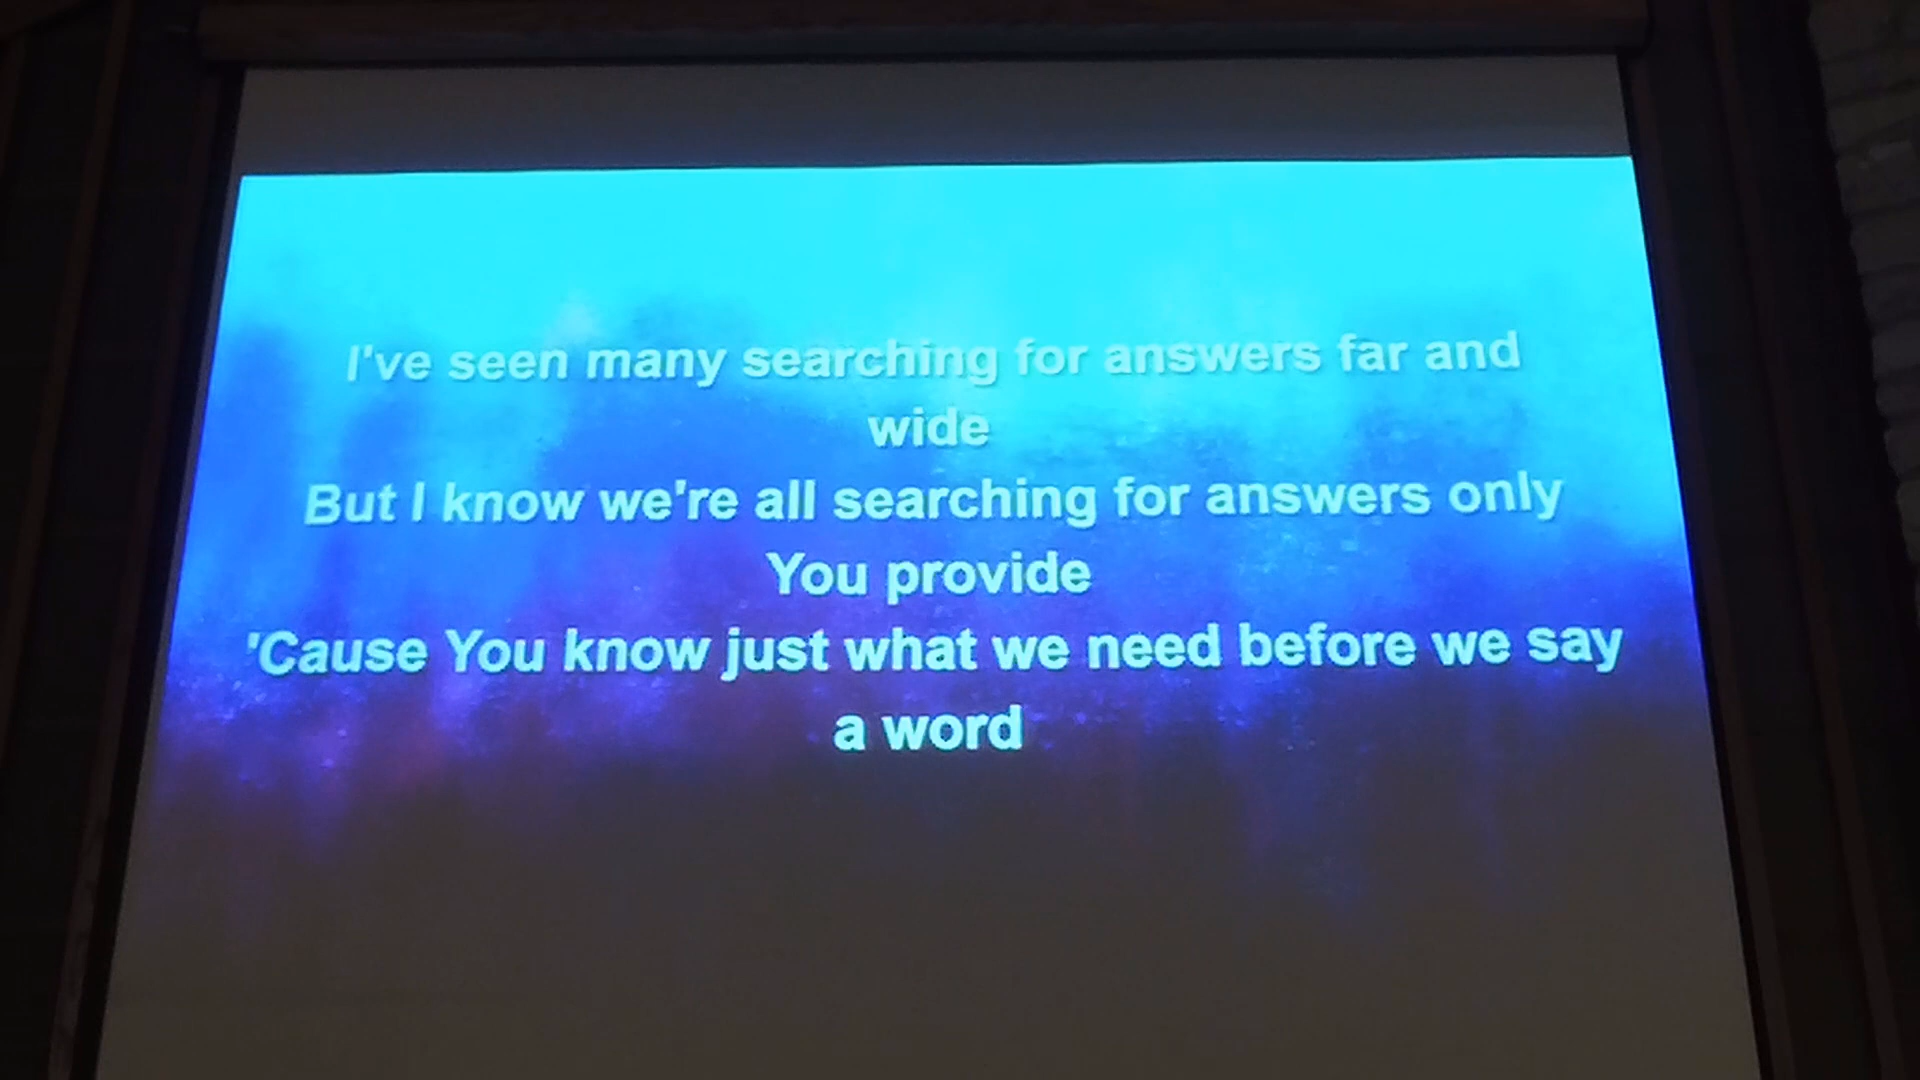 I've seen many searching for answers far and
wide
But I know we're all searching for answers only
You provide
'Cause You know just what we need before we say
a word